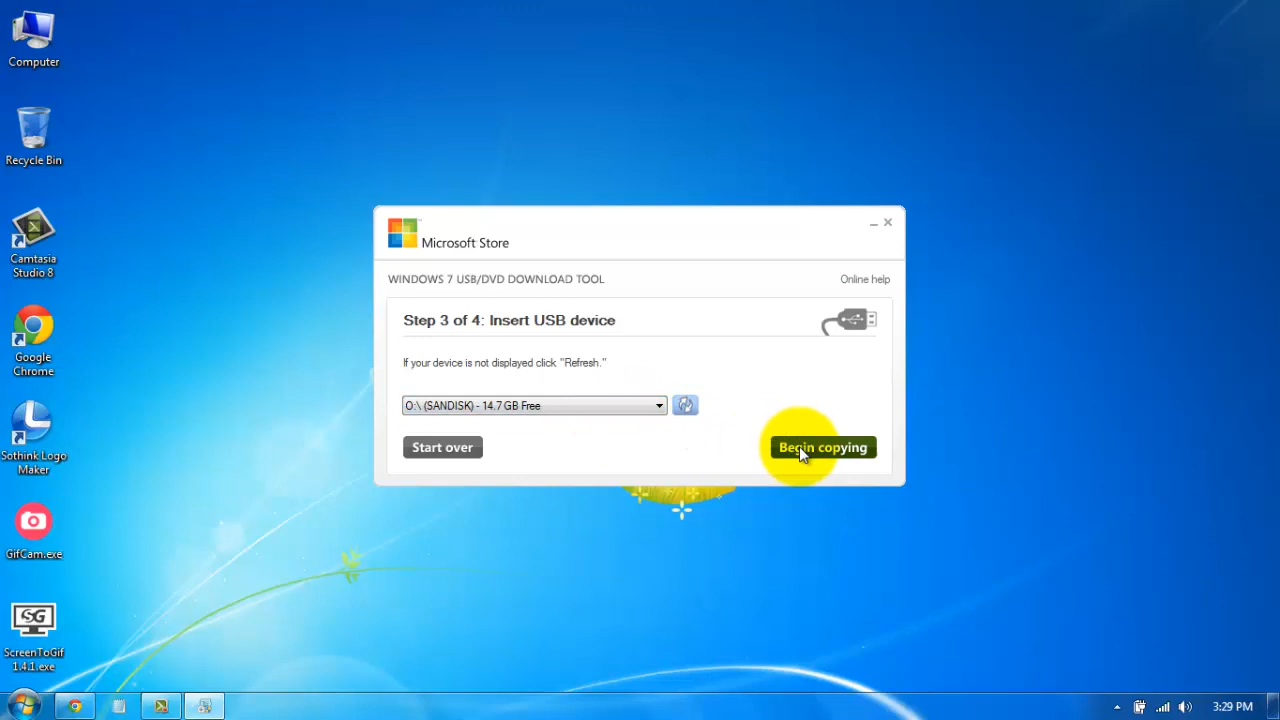 Computer
Recycle Bin
Camtasia
Studio 8
Google
Chrome
Sothink Logo
Maker
GifCam.exe
SG
ScreenToGif
1.4.1.exe
Microsoft Store
WINDOWS 7 USB/DVD DOWNLOAD TOOL
Online help
Step 3 of 4: Insert USB device
If your device is not displayed click "Refresh."
O:\ (SANDISK) - 14.7 GB Free
Start over
Begin copying
3:29 PM